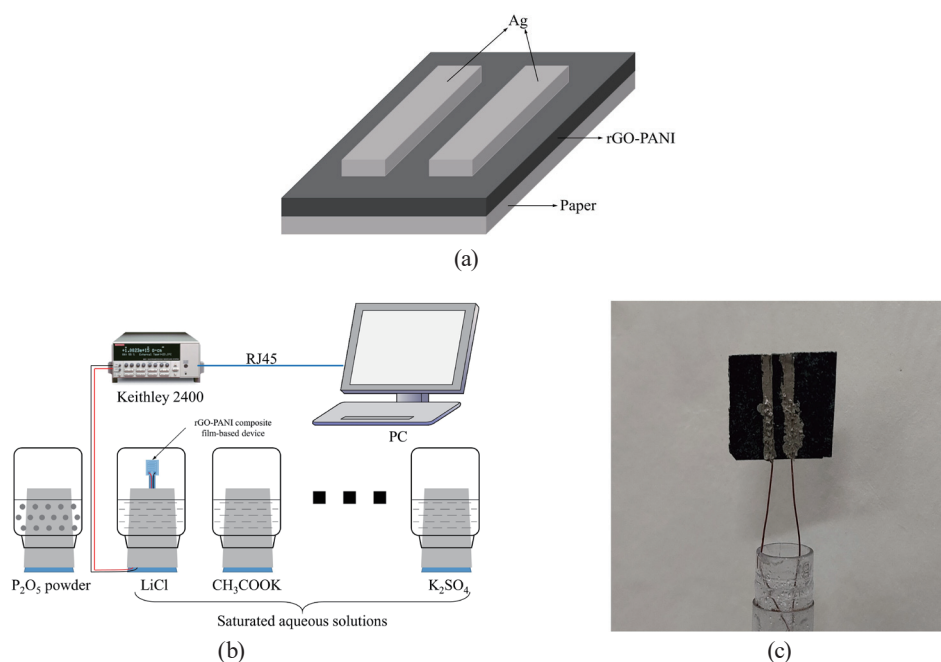 Ag
rGO-PANI
Paper
(a)
Keithley 2400
RJ45
PC
rGO-PANI composite
film-based device
P₂O₅ powder
LiCl
CH₃COOK
K₂SO₄
Saturated aqueous solutions
(b)
(c)